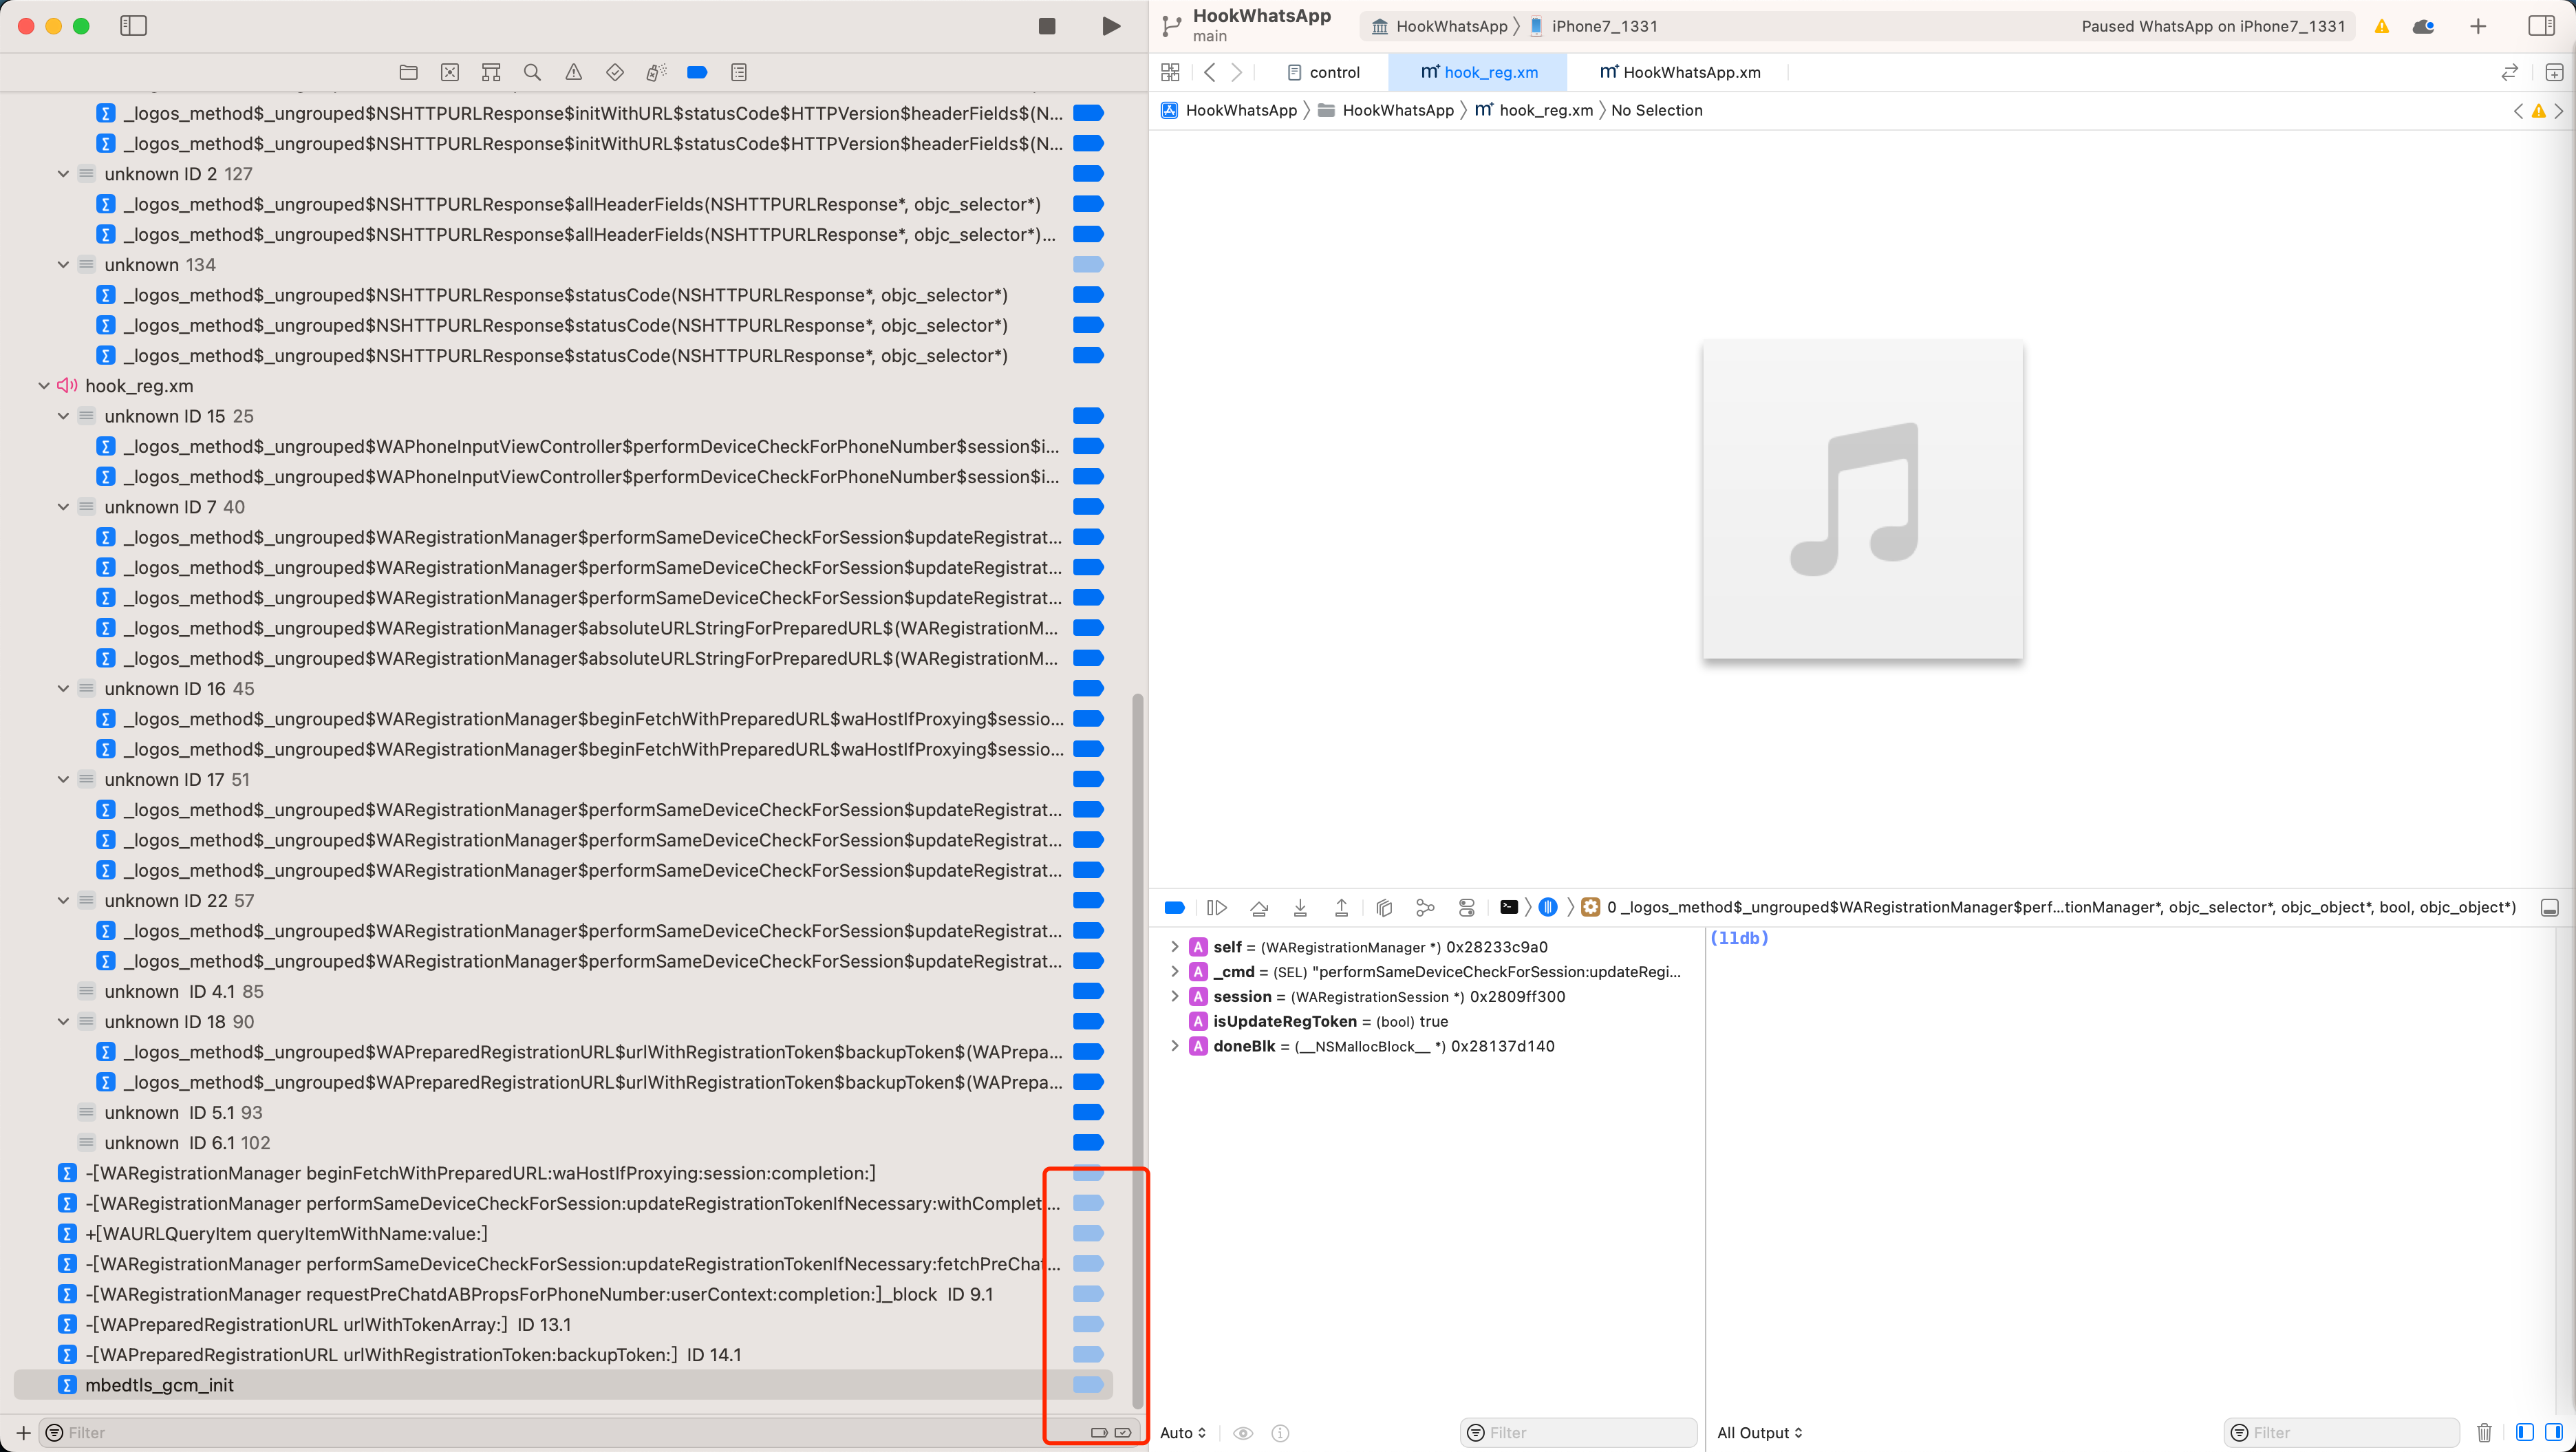 HookWhatsApp
main
HookWhatsApp
iPhone7_1331
Paused WhatsApp on iPhone7_1331
control
hook_reg.xm
HookWhatsApp.xm
HookWhatsApp
HookWhatsApp
hook_reg.xm
No Selection
_logos_method$_ungrouped$NSHTTPURLResponse$initWithURL$statusCode$HTTPVersion$headerFields$(N...
_logos_method$_ungrouped$NSHTTPURLResponse$initWithURL$statusCode$HTTPVersion$headerFields$(N...
unknown ID 2 127
_logos_method$_ungrouped$NSHTTPURLResponse$allHeaderFields(NSHTTPURLResponse*, objc_selector*)
_logos_method$_ungrouped$NSHTTPURLResponse$allHeaderFields(NSHTTPURLResponse*, objc_selector*)...
unknown 134
_logos_method$_ungrouped$NSHTTPURLResponse$statusCode(NSHTTPURLResponse*, objc_selector*)
_logos_method$_ungrouped$NSHTTPURLResponse$statusCode(NSHTTPURLResponse*, objc_selector*)
_logos_method$_ungrouped$NSHTTPURLResponse$statusCode(NSHTTPURLResponse*, objc_selector*)
hook_reg.xm
unknown ID 15 25
_logos_method$_ungrouped$WAPhoneInputViewController$performDeviceCheckForPhoneNumber$session$i...
_logos_method$_ungrouped$WAPhoneInputViewController$performDeviceCheckForPhoneNumber$session$i...
unknown ID 7 40
_logos_method$_ungrouped$WARegistrationManager$performSameDeviceCheckForSession$updateRegistrat...
_logos_method$_ungrouped$WARegistrationManager$performSameDeviceCheckForSession$updateRegistrat...
_logos_method$_ungrouped$WARegistrationManager$performSameDeviceCheckForSession$updateRegistrat...
_logos_method$_ungrouped$WARegistrationManager$absoluteURLStringForPreparedURL$(WARegistrationM...
_logos_method$_ungrouped$WARegistrationManager$absoluteURLStringForPreparedURL$(WARegistrationM...
unknown ID 16 45
_logos_method$_ungrouped$WARegistrationManager$beginFetchWithPreparedURL$waHostIfProxying$sessio...
_logos_method$_ungrouped$WARegistrationManager$beginFetchWithPreparedURL$waHostIfProxying$sessio...
unknown ID 17 51
_logos_method$_ungrouped$WARegistrationManager$performSameDeviceCheckForSession$updateRegistrat...
_logos_method$_ungrouped$WARegistrationManager$performSameDeviceCheckForSession$updateRegistrat...
_logos_method$_ungrouped$WARegistrationManager$performSameDeviceCheckForSession$updateRegistrat...
unknown ID 22 57
_logos_method$_ungrouped$WARegistrationManager$performSameDeviceCheckForSession$updateRegistrat...
_logos_method$_ungrouped$WARegistrationManager$performSameDeviceCheckForSession$updateRegistrat...
unknown ID 4.1 85
unknown ID 18 90
_logos_method$_ungrouped$WAPreparedRegistrationURL$urlWithRegistrationToken$backupToken$(WAPrepa...
_logos_method$_ungrouped$WAPreparedRegistrationURL$urlWithRegistrationToken$backupToken$(WAPrepa...
unknown ID 5.1 93
unknown ID 6.1 102
-[WARegistrationManager beginFetchWithPreparedURL:waHostIfProxying:session:completion:]
-[WARegistrationManager performSameDeviceCheckForSession:updateRegistrationTokenIfNecessary:withComplet...
+[WAURLQueryItem queryItemWithName:value:]
-[WARegistrationManager performSameDeviceCheckForSession:updateRegistrationTokenIfNecessary:fetchPreChat...
-[WARegistrationManager requestPreChatdABPropsForPhoneNumber:userContext:completion:]_block ID 9.1
-[WAPreparedRegistrationURL urlWithTokenArray:] ID 13.1
-[WAPreparedRegistrationURL urlWithRegistrationToken:backupToken:] ID 14.1
mbedtls_gcm_init
Filter
0 _logos_method$_ungrouped$WARegistrationManager$perf...tionManager*, objc_selector*, objc_object*, bool, objc_object*)
A self = (WARegistrationManager *) 0x28233c9a0
A _cmd = (SEL) "performSameDeviceCheckForSession:updateRegi...
A session = (WARegistrationSession *) 0x2809ff300
A isUpdateRegToken = (bool) true
A doneBlk = (__NSMallocBlock__ *) 0x28137d140
(lldb)
Auto
Filter
All Output
Filter